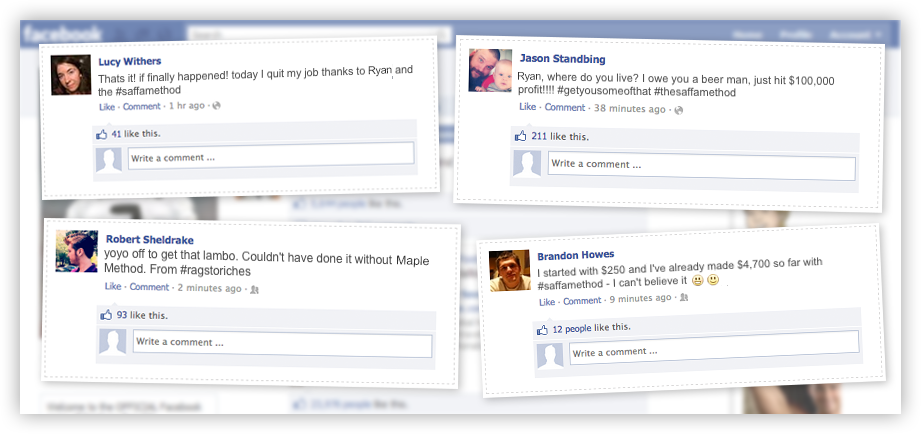 facebook
Search
Home Profile Account
Lucy Withers
Thats it! if finally happened! today I quit my job thanks to Ryan and
the #saffamethod
Like · Comment · 1 hr ago ·
41 like this.
Write a comment ...
Jason Standbing
Ryan, where do you live? I owe you a beer man, just hit $100,000
profit!!!! #getyousomeofthat #thesaffamethod
Like · Comment · 38 minutes ago ·
211 like this.
Write a comment ...
people like this.
Robert Sheldrake
yoyo off to get that lambo. Couldn't have done it without Maple
Method. From #ragstoriches
Like · Comment · 2 minutes ago ·
93 like this.
Write a comment ...
Brandon Howes
I started with $250 and I've already made $4,700 so far with
#saffamethod - I can't believe it
Like · Comment · 9 minutes ago ·
12 people like this.
Write a comment ...
Welcome to the OFFICIAL Facebook
people like this.